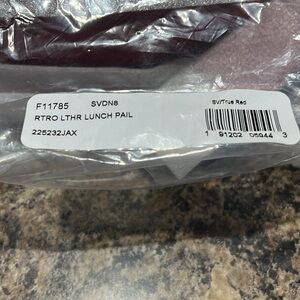 F11785 SVDN8
RTRO LTHR LUNCH PAIL
225232JAX
SV/True Red
1 91202 05944 3